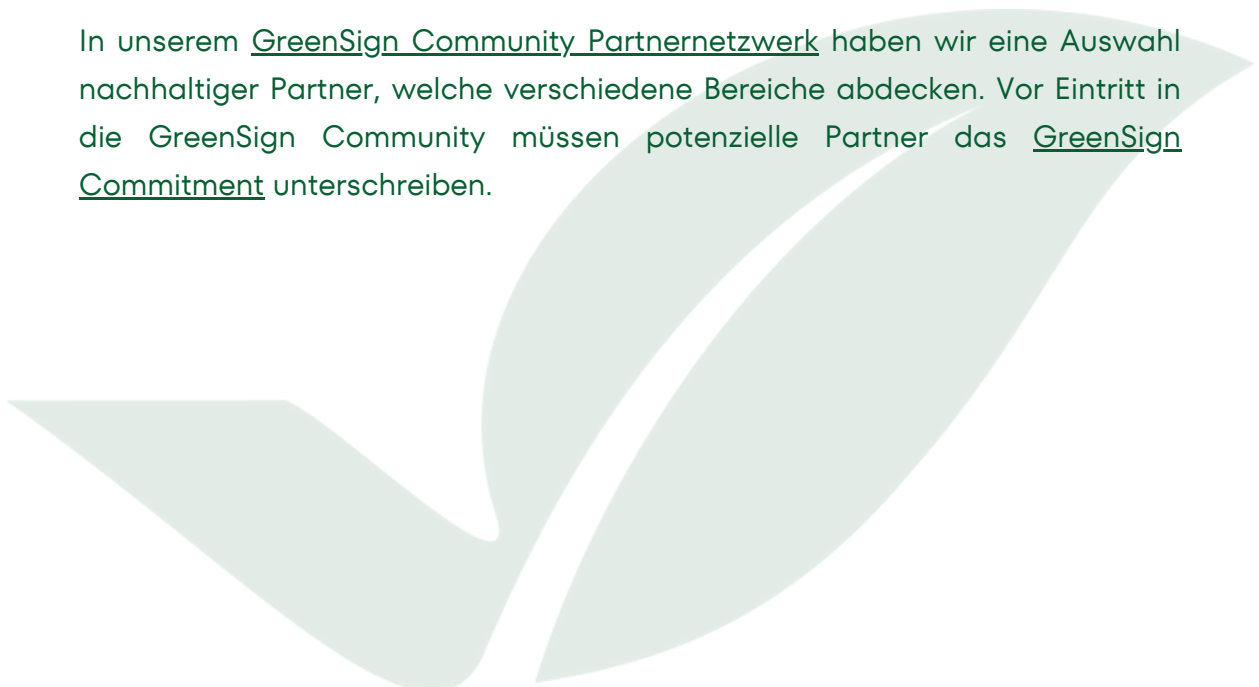 In unserem GreenSign Community Partnernetzwerk haben wir eine Auswahl
nachhaltiger Partner, welche verschiedene Bereiche abdecken. Vor Eintritt in
die GreenSign Community müssen potenzielle Partner das GreenSign
Commitment unterschreiben.